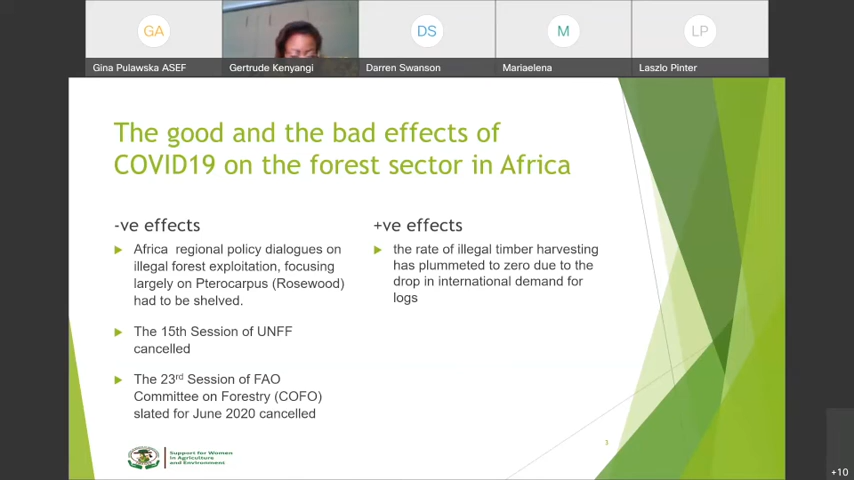 GA
DS
M
LP
Gina Pulawska ASEF
Gertrude Kenyangi
Darren Swanson
Mariaelena
Laszlo Pinter
The good and the bad effects of
COVID19 on the forest sector in Africa
-ve effects
Africa regional policy dialogues on
illegal forest exploitation, focusing
largely on Pterocarpus (Rosewood)
had to be shelved.
The 15th Session of UNFF
cancelled
The 23rd Session of FAO
Committee on Forestry (COFO)
slated for June 2020 cancelled
+ve effects
the rate of illegal timber harvesting
has plummeted to zero due to the
drop in international demand for
logs
Support for Women
in Agriculture
and Environment
3
+10